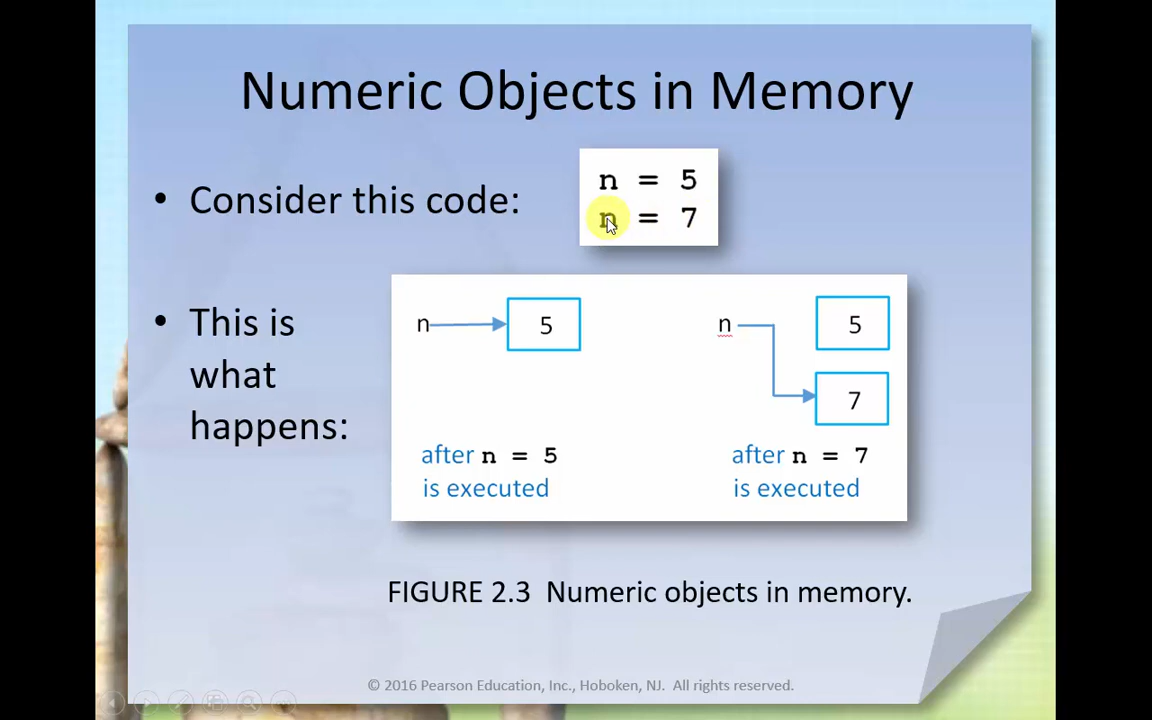 Numeric Objects in Memory
• Consider this code:
n = 5
n = 7
• This is
what
happens:
n 5
n 5
7
after n = 5
is executed
after n = 7
is executed
FIGURE 2.3 Numeric objects in memory.
© 2016 Pearson Education, Inc., Hoboken, NJ. All rights reserved.